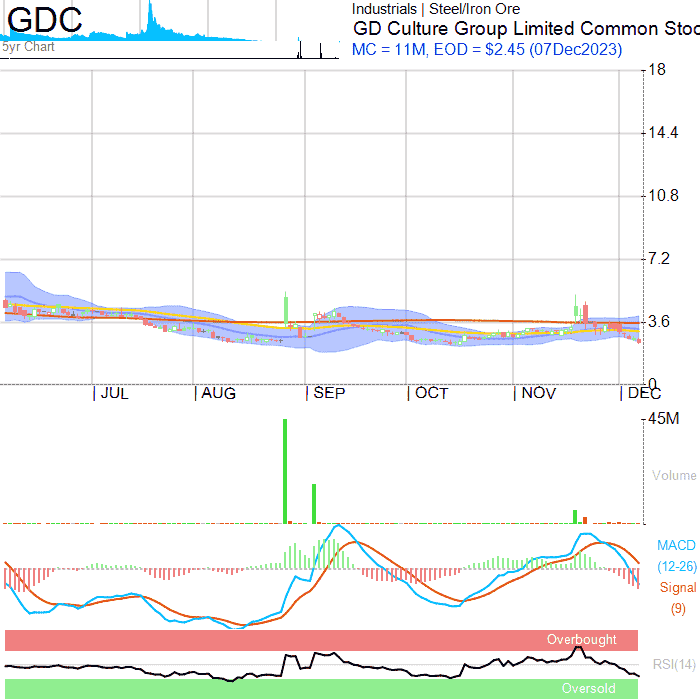 GDC
Industrials | Steel/Iron Ore
GD Culture Group Limited Common Stoc
5yr Chart
MC = 11M, EOD = $2.45 (07Dec2023)
18
14.4
10.8
7.2
3.6
0
| JUL | AUG | SEP | OCT | NOV | DEC
45M
Volume
MACD
(12-26)
Signal
(9)
Overbought
RSI(14)
Oversold